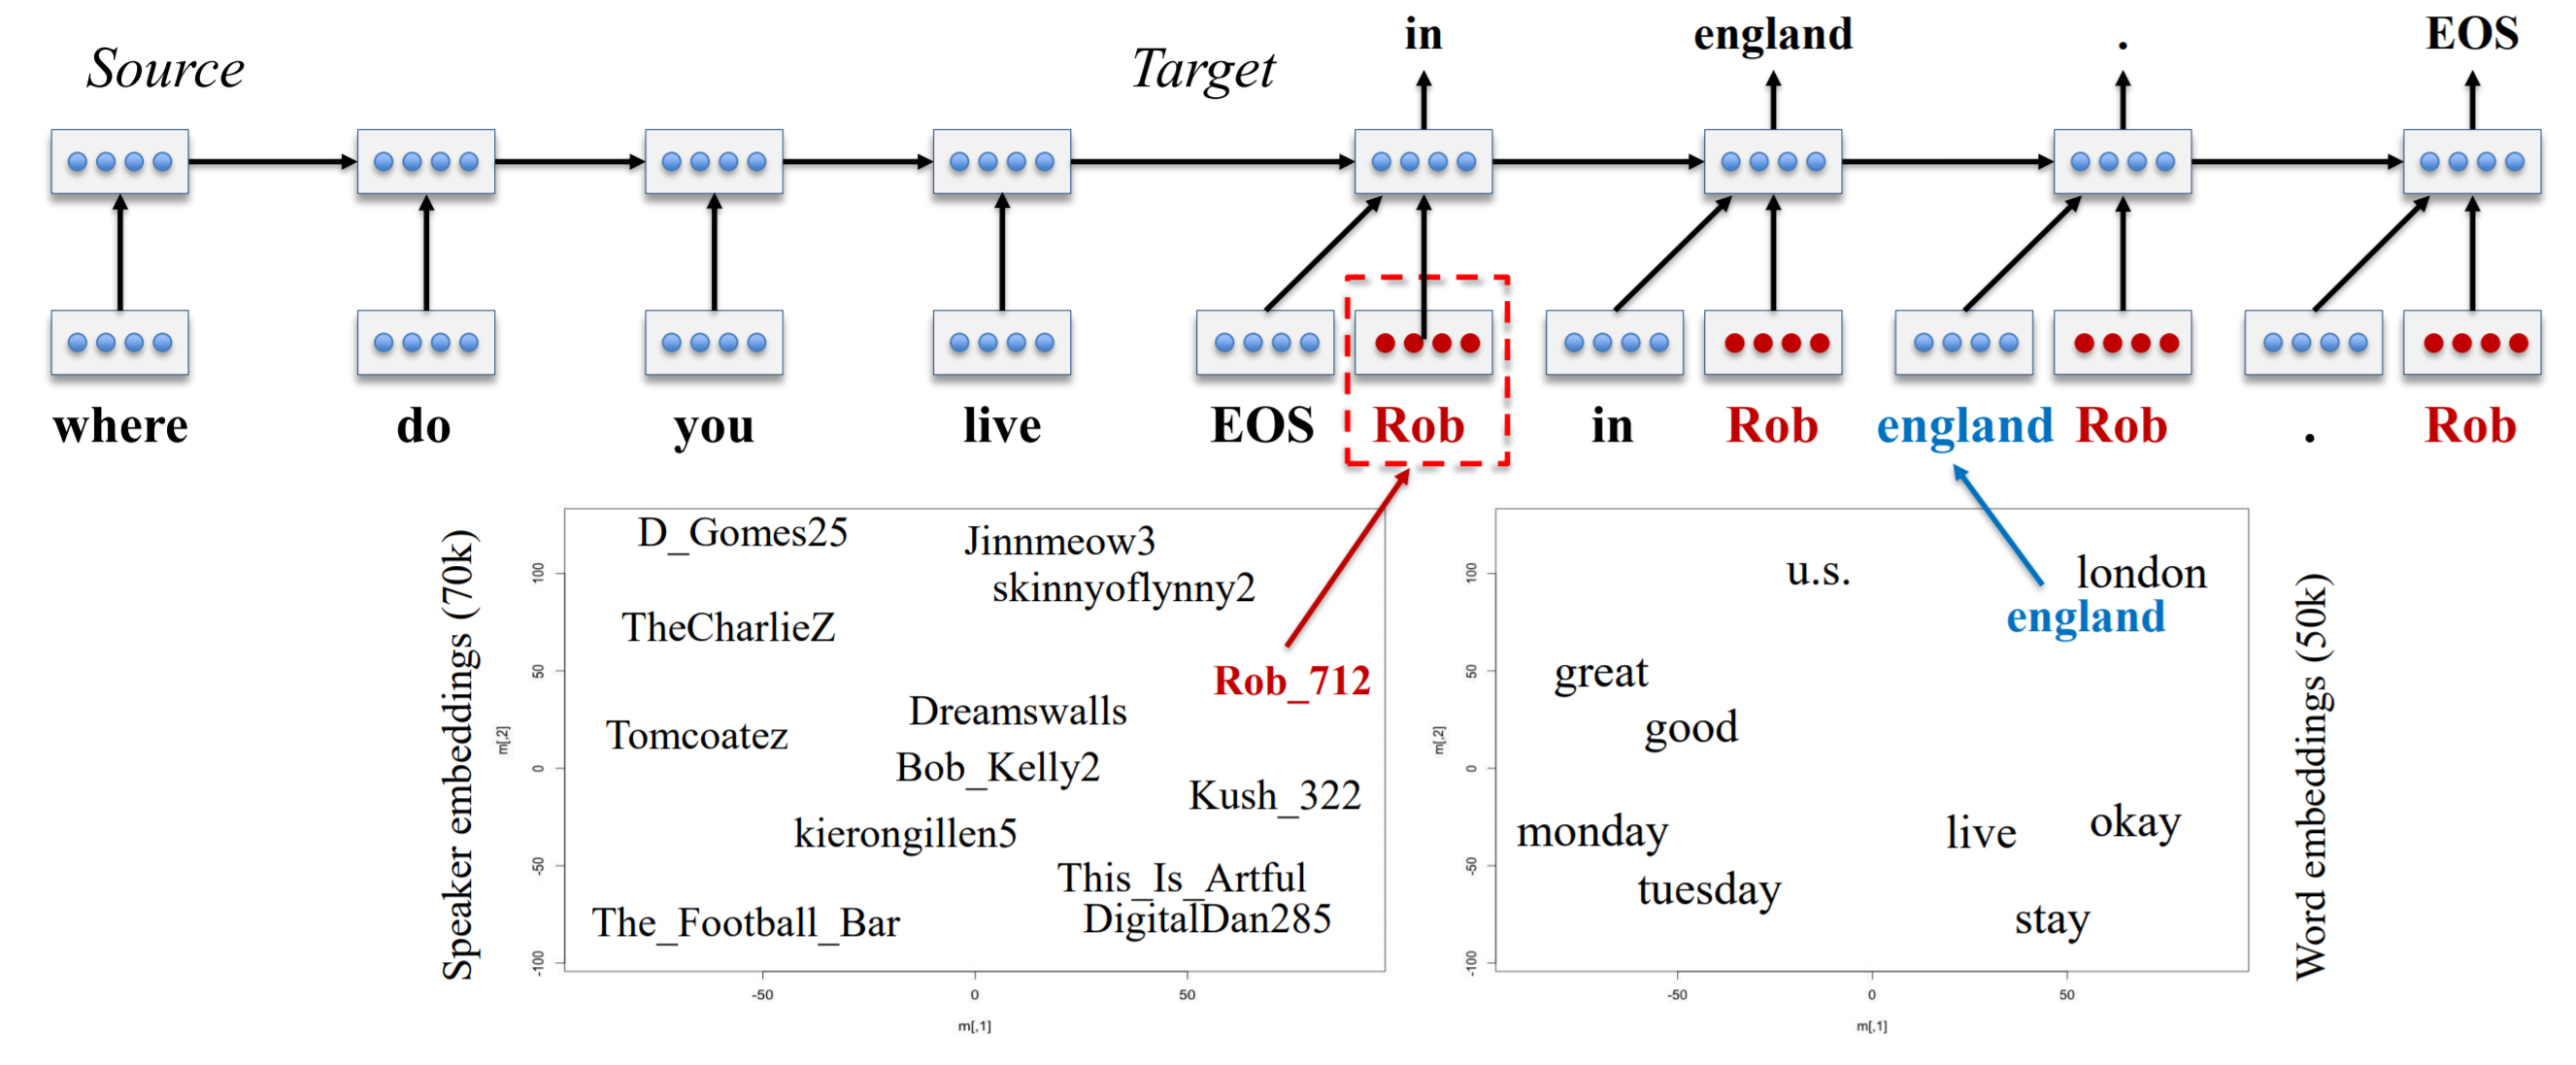 Source
Target
in
england
.
EOS
where
do
you
live
EOS
Rob
in
Rob
england
Rob
.
Rob
Speaker embeddings (70k)
m[,2]
100
50
0
-50
-100
D_Gomes25
Jinnmeow3
skinnyoflynny2
TheCharlieZ
Rob_712
Dreamswalls
Tomcoatez
Bob_Kelly2
Kush_322
kierongillen5
This_Is_Artful
The_Football_Bar
DigitalDan285
-50
0
50
m[,1]
m[,2]
100
50
0
-50
-100
u.s.
london
england
great
good
monday
live
okay
tuesday
stay
-50
0
50
m[,1]
Word embeddings (50k)